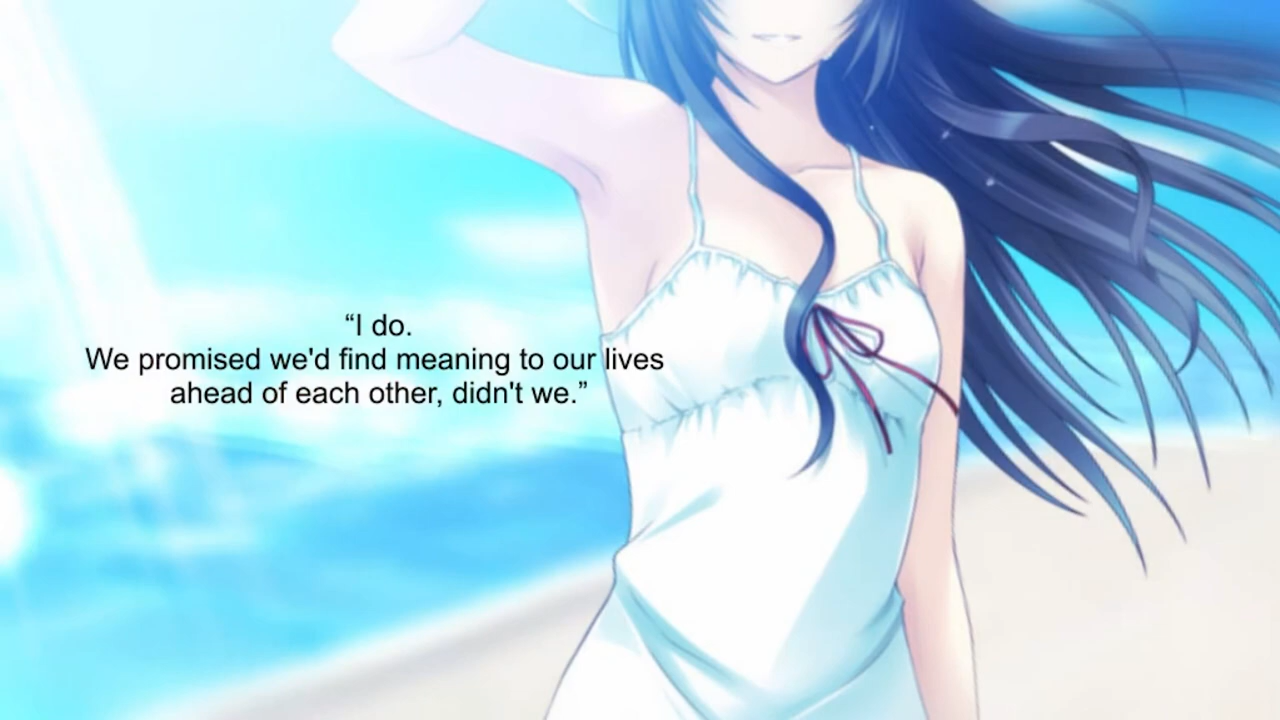 “I do.
We promised we'd find meaning to our lives
ahead of each other, didn't we.”